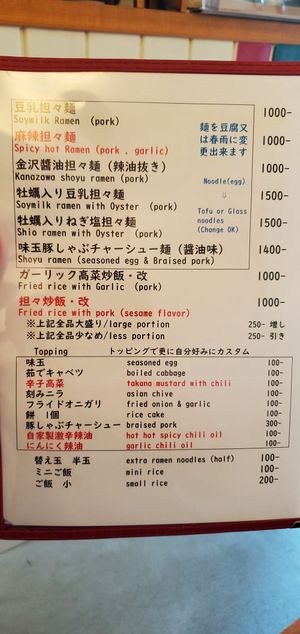 豆乳担々麺 1000-
Soymilk Ramen (pork)
麻辣担々麺 1000-
Spicy hot Ramen (pork . garlic)
金沢醤油担々麺（辣油抜き） 1000-
Kanazawa shoyu ramen (pork)
牡蠣入り豆乳担々麺 1500-
Soymilk ramen with Oyster (pork)
牡蠣入りねぎ塩担々麺 1500-
Shio ramen with Oyster (pork)
味玉豚しゃぶチャーシュー麺（醤油味） 1400-
Shoyu ramen (seasoned egg & Braised pork)
麺を豆腐又
は春雨に変
更出来ます
Noodle(egg)
⇓
Tofu or Glass
noodles
(Change OK)
ガーリック高菜炒飯・改 1000-
Fried rice with Garlic (pork)
担々炒飯・改 1000-
Fried rice with pork (sesame flavor)
※上記全品大盛り/large portion 250- 増し
※上記全品少なめ/less portion 250- 引き
Topping トッピングで更に自分好みにカスタム
味玉 seasoned egg 100-
茹でキャベツ boiled cabbage 100-
辛子高菜 takana mustard with chili 100-
刻みニラ asian chive 100-
フライドオニガリ fried onion & garlic 100-
餅 1個 rice cake 100-
豚しゃぶチャーシュー braised pork 300-
自家製激辛辣油 hot hot spicy chili oil 100-
にんにく辣油 garlic chili oil 100-
替え玉 半玉 extra ramen noodles (half) 100-
ミニご飯 mini rice 100-
ご飯 小 small rice 200-